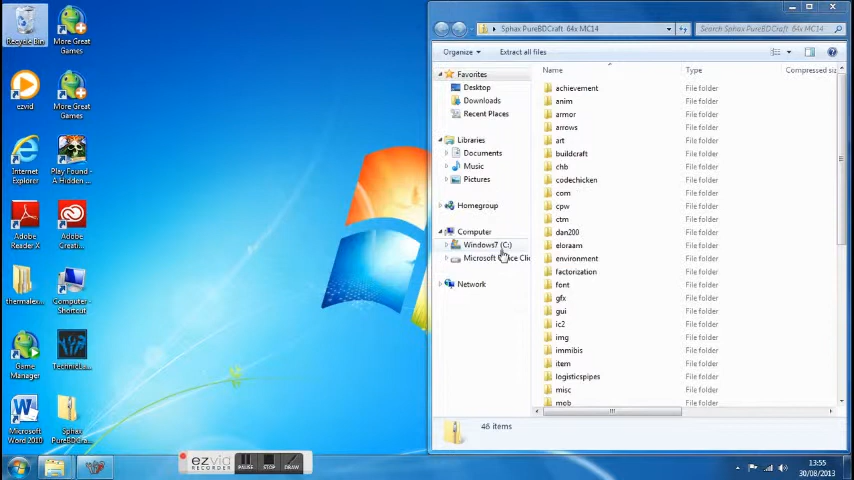 Recycle Bin
More Great
Games
ezvid
More Great
Games
Internet
Explorer
Play Found -
A Hidden ...
Adobe
Reader X
Adobe
Creati...
thermalex...
Computer -
Shortcut
Game
Manager
TechnicLa...
Microsoft
Word 2010
Sphax
PureBDCra...
Sphax PureBDCraft 64x MC14
Search Sphax PureBDCraft 64x MC14
Organize
Extract all files
Favorites
Desktop
Downloads
Recent Places
Libraries
Documents
Music
Pictures
Homegroup
Computer
Windows7 (C:)
Microsoft Office Clic
Network
Name Type Compressed siz
achievement File folder
anim File folder
armor File folder
arrows File folder
art File folder
buildcraft File folder
chb File folder
codechicken File folder
com File folder
cpw File folder
ctm File folder
dan200 File folder
eloraam File folder
environment File folder
factorization File folder
font File folder
gfx File folder
gui File folder
ic2 File folder
img File folder
immibis File folder
item File folder
logisticspipes File folder
misc File folder
mob File folder
46 items
ezvid
RECORDER
PAUSE
STOP
DRAW
13:55
30/08/2013